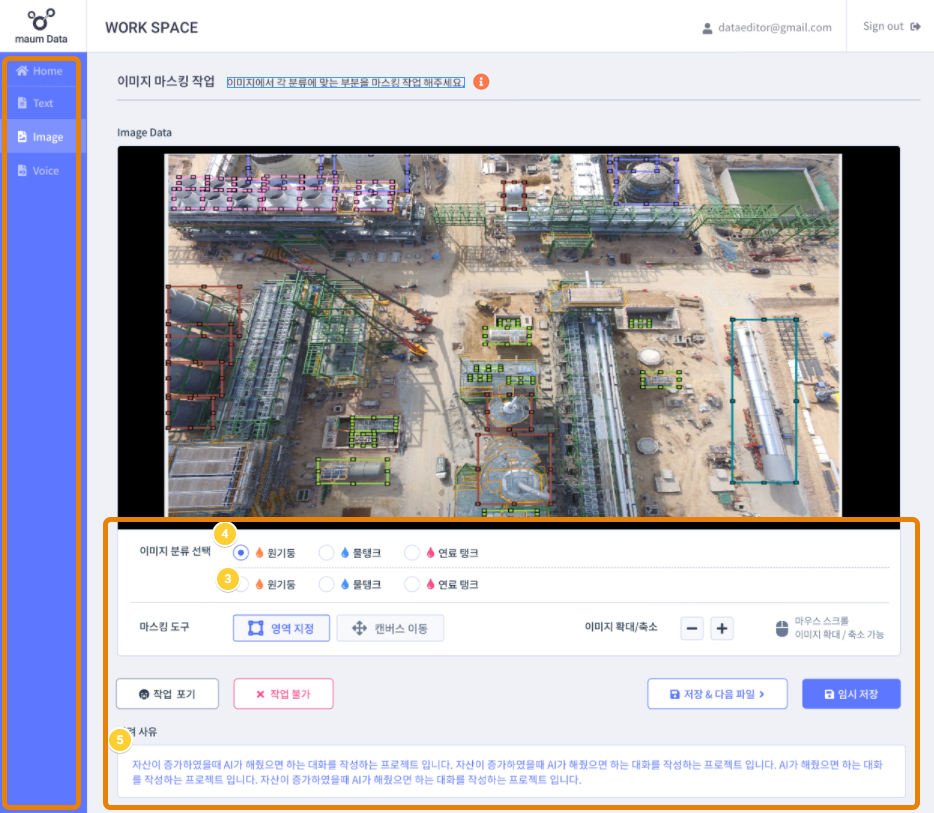 maum Data
WORK SPACE
dataeditor@gmail.com
Sign out
Home
Text
Image
Voice
이미지 마스킹 작업
이미지에서 각 분류에 맞는 부분을 마스킹 작업 해주세요.
Image Data
4
이미지 분류 선택
원기둥
물탱크
연료 탱크
3
원기둥
물탱크
연료 탱크
마스킹 도구
영역 지정
캔버스 이동
이미지 확대/축소
마우스 스크롤
이미지 확대 / 축소 가능
작업 포기
작업 불가
저장 & 다음 파일
임시 저장
5
사유
자산이 증가하였을때 AI가 해줬으면 하는 대화를 작성하는 프로젝트 입니다. 자산이 증가하였을때 AI가 해줬으면 하는 대화를 작성하는 프로젝트 입니다. AI가 해줬으면 하는 대화
를 작성하는 프로젝트 입니다. 자산이 증가하였을때 AI가 해줬으면 하는 대화를 작성하는 프로젝트 입니다.